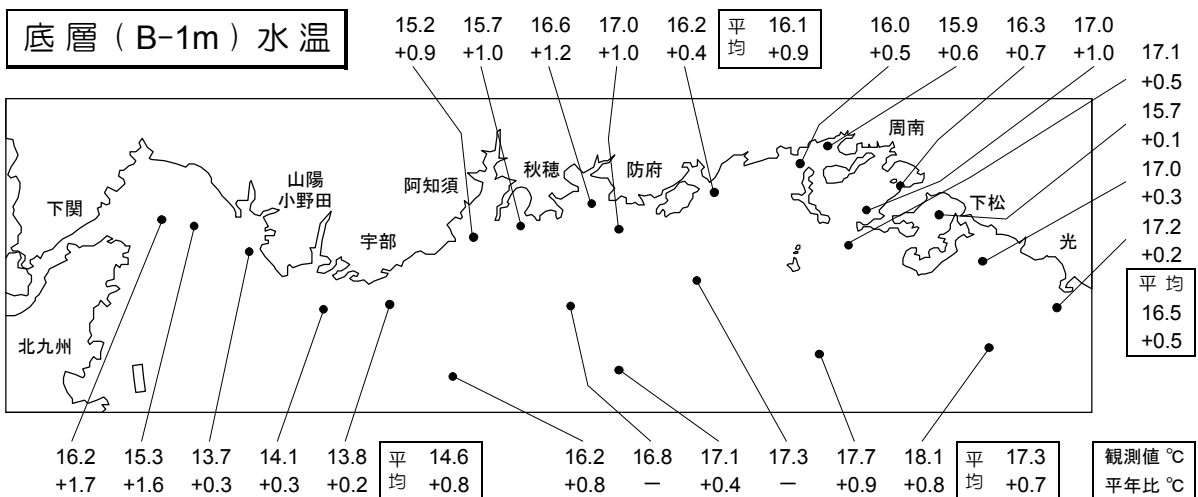 底層（B-1m）水温
15.2 15.7 16.6 17.0 16.2 平均 16.1 16.0 15.9 16.3 17.0
+0.9 +1.0 +1.2 +1.0 +0.4 +0.9 +0.5 +0.6 +0.7 +1.0
17.1
+0.5
15.7
+0.1
17.0
+0.3
17.2
+0.2
平均
16.5
+0.5
周南
秋穂 防府
山陽
小野田
阿知須
下関
下松
宇部
光
北九州
16.2 15.3 13.7 14.1 13.8 平均 14.6 16.2 16.8 17.1 17.3 17.7 18.1 平均 17.3 観測値 ℃
+1.7 +1.6 +0.3 +0.3 +0.2 +0.8 +0.8 － +0.4 － +0.9 +0.8 +0.7 平年比 ℃